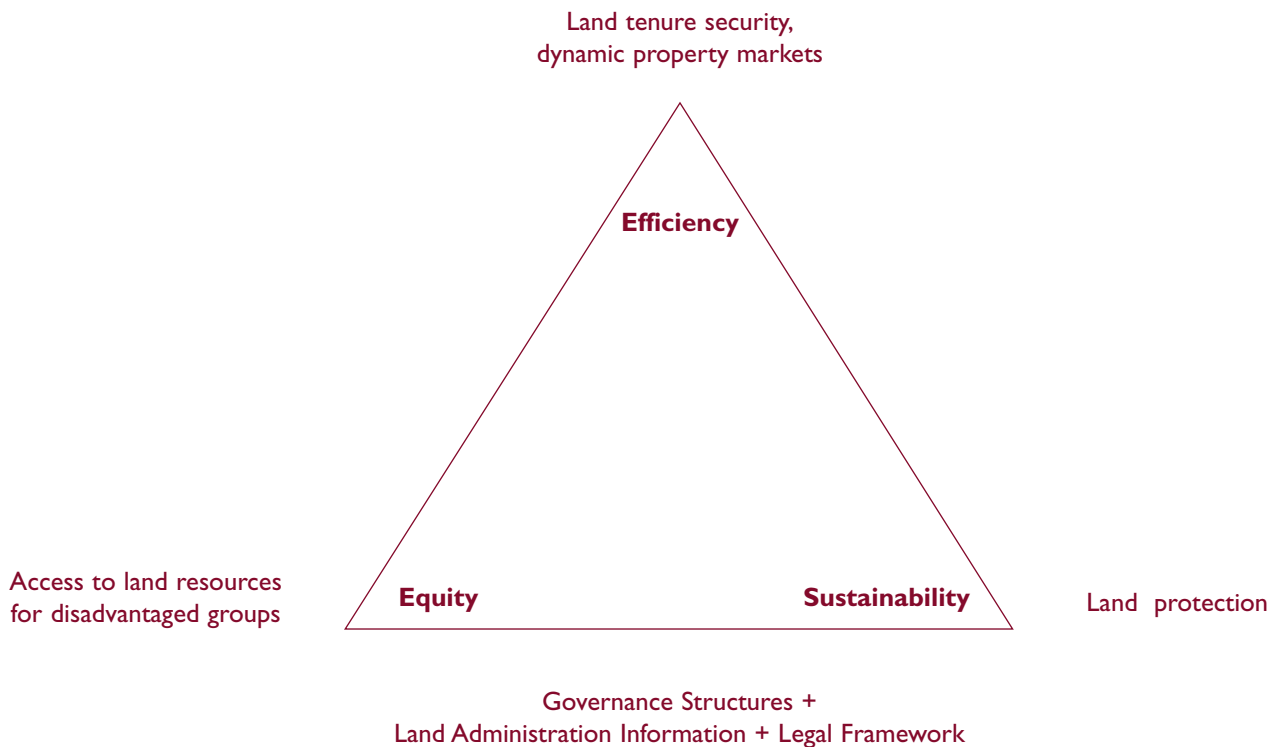 Land tenure security,
dynamic property markets
Efficiency
Access to land resources
for disadvantaged groups
Equity
Sustainability
Land protection
Governance Structures +
Land Administration Information + Legal Framework